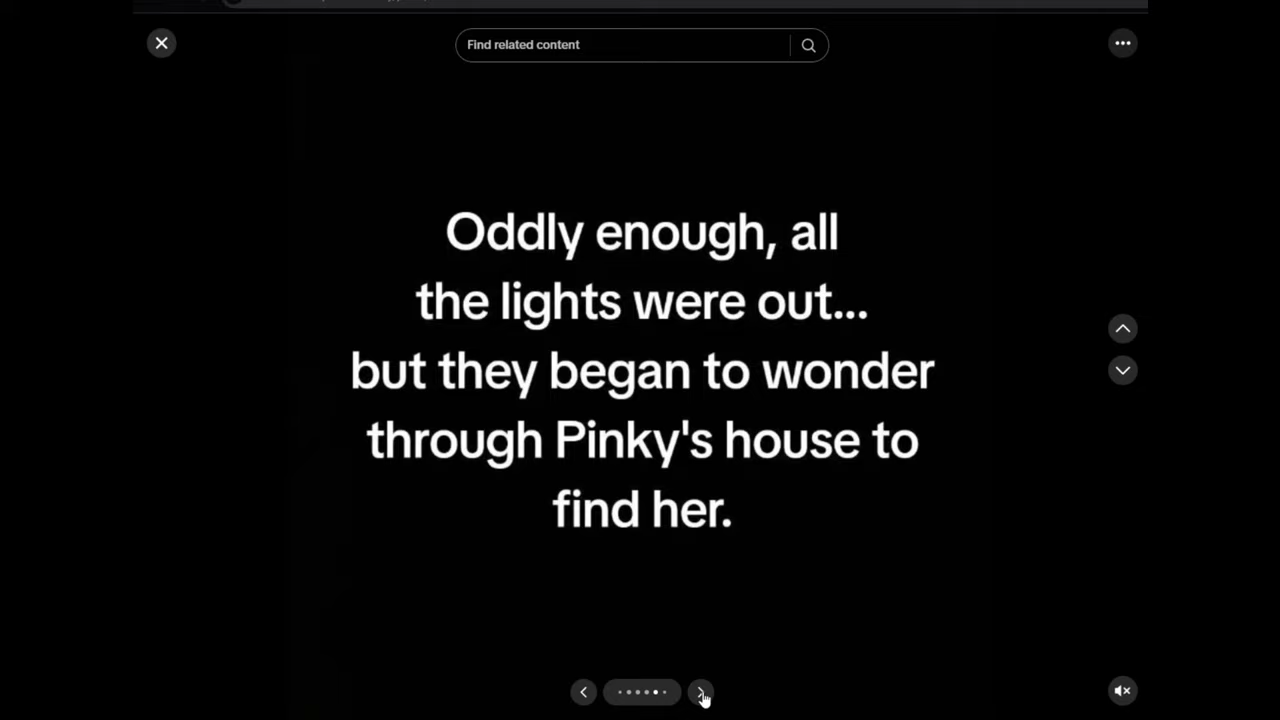 Find related content
Oddly enough, all
the lights were out...
but they began to wonder
through Pinky's house to
find her.